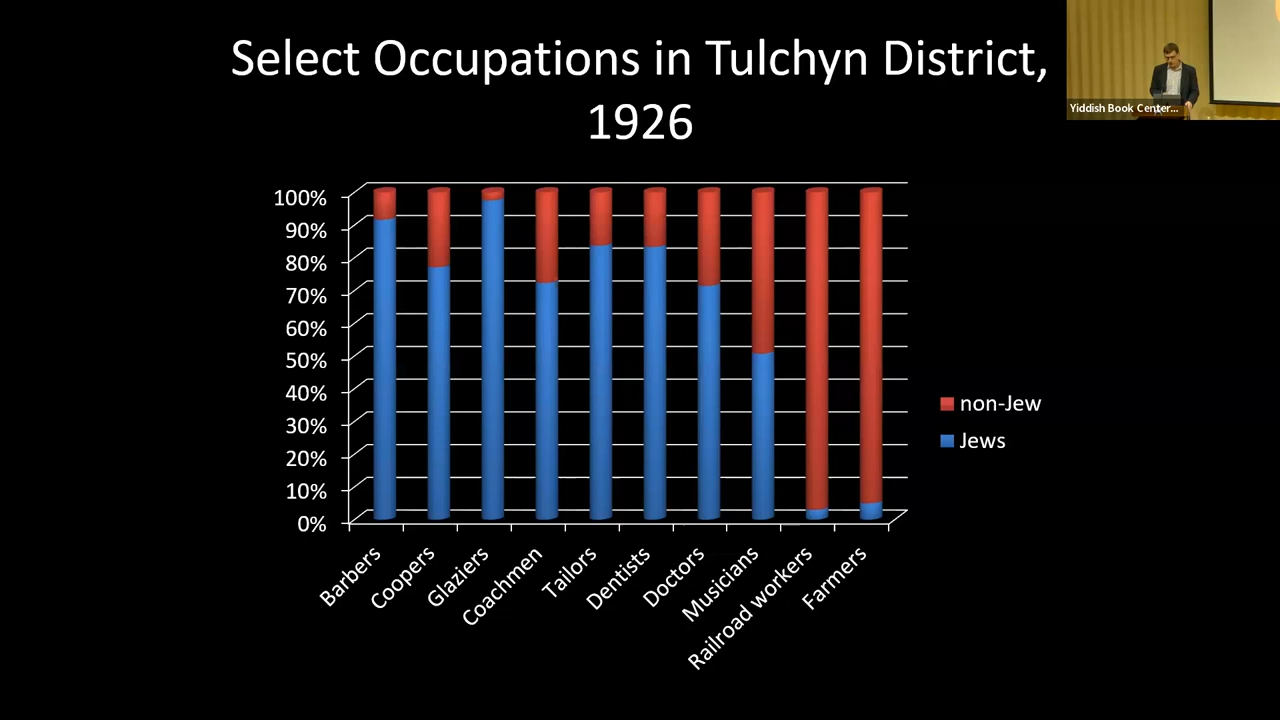 Select Occupations in Tulchyn District,
1926
Yiddish Book Center...
100%
90%
80%
70%
60%
50%
40%
30%
20%
10%
0%
Barbers
Coopers
Glaziers
Coachmen
Tailors
Dentists
Doctors
Musicians
Railroad workers
Farmers
non-Jew
Jews